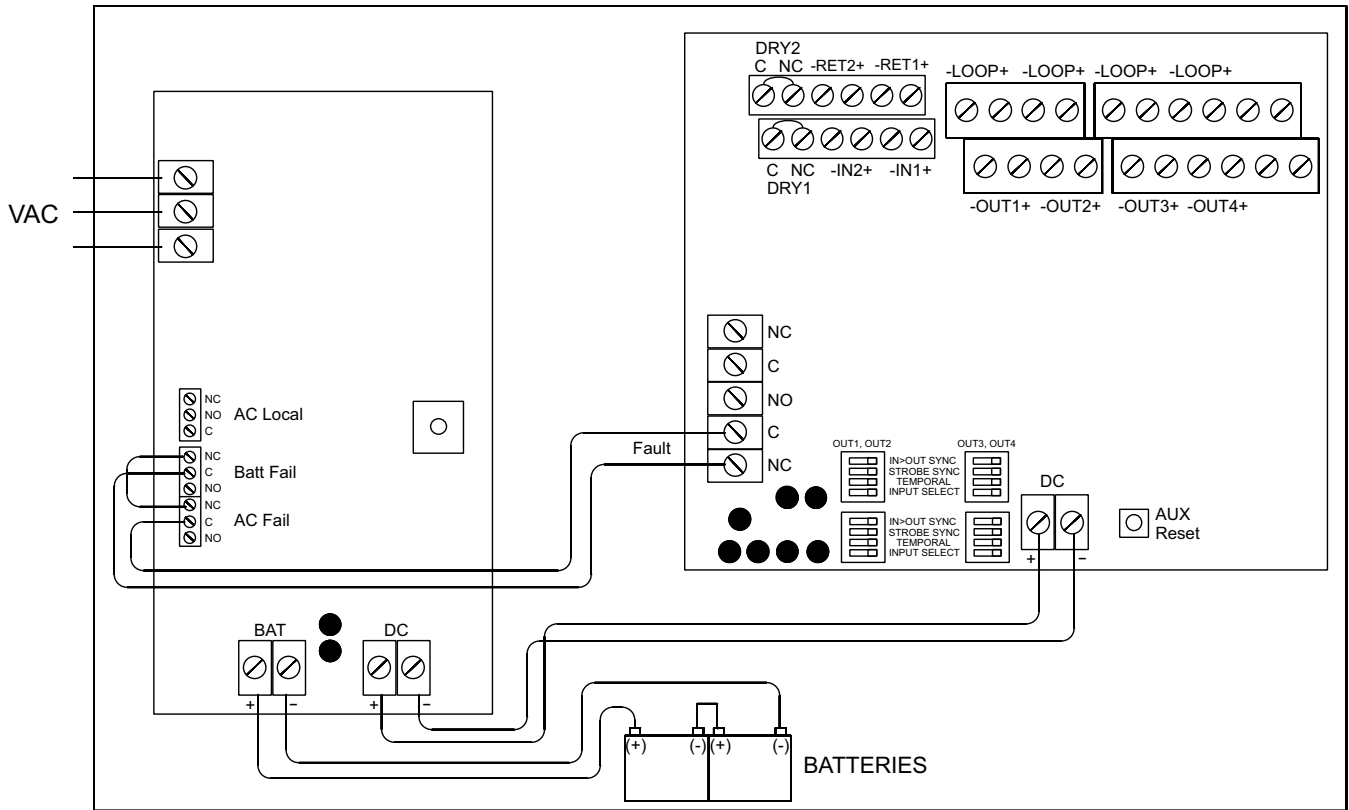 DRY2
C NC -RET2+ -RET1+
-LOOP+ -LOOP+ -LOOP+ -LOOP+
C NC -IN2+ -IN1+
DRY1
-OUT1+ -OUT2+ -OUT3+ -OUT4+
VAC
NC
C
NO
C
NC
Fault
NC
NO
C
AC Local
NC
C
NO
Batt Fail
NC
C
NO
AC Fail
OUT1, OUT2
OUT3, OUT4
IN>OUT SYNC
STROBE SYNC
TEMPORAL
INPUT SELECT
IN>OUT SYNC
STROBE SYNC
TEMPORAL
INPUT SELECT
DC
+ −
AUX
Reset
BAT
+ −
DC
+ −
(+) (-) (+) (-)
BATTERIES